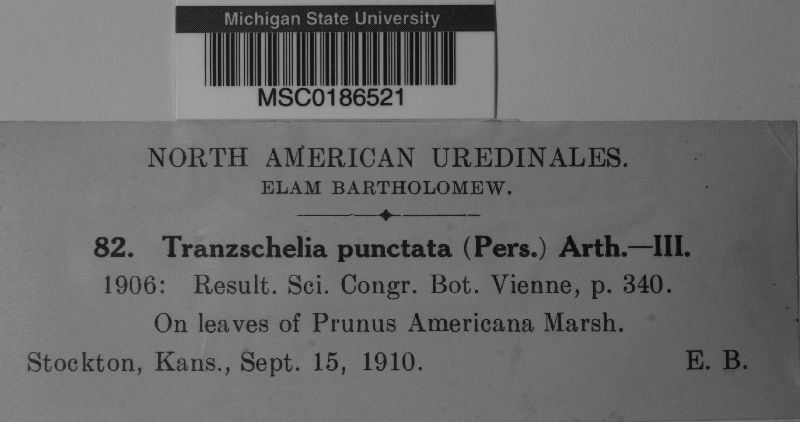 Michigan State University
MSC0186521
NORTH AMERICAN UREDINALES.
ELAM BARTHOLOMEW.
82. Tranzschelia punctata (Pers.) Arth.—III.
1906: Result. Sci. Congr. Bot. Vienne, p. 340.
On leaves of Prunus Americana Marsh.
Stockton, Kans., Sept. 15, 1910. E. B.